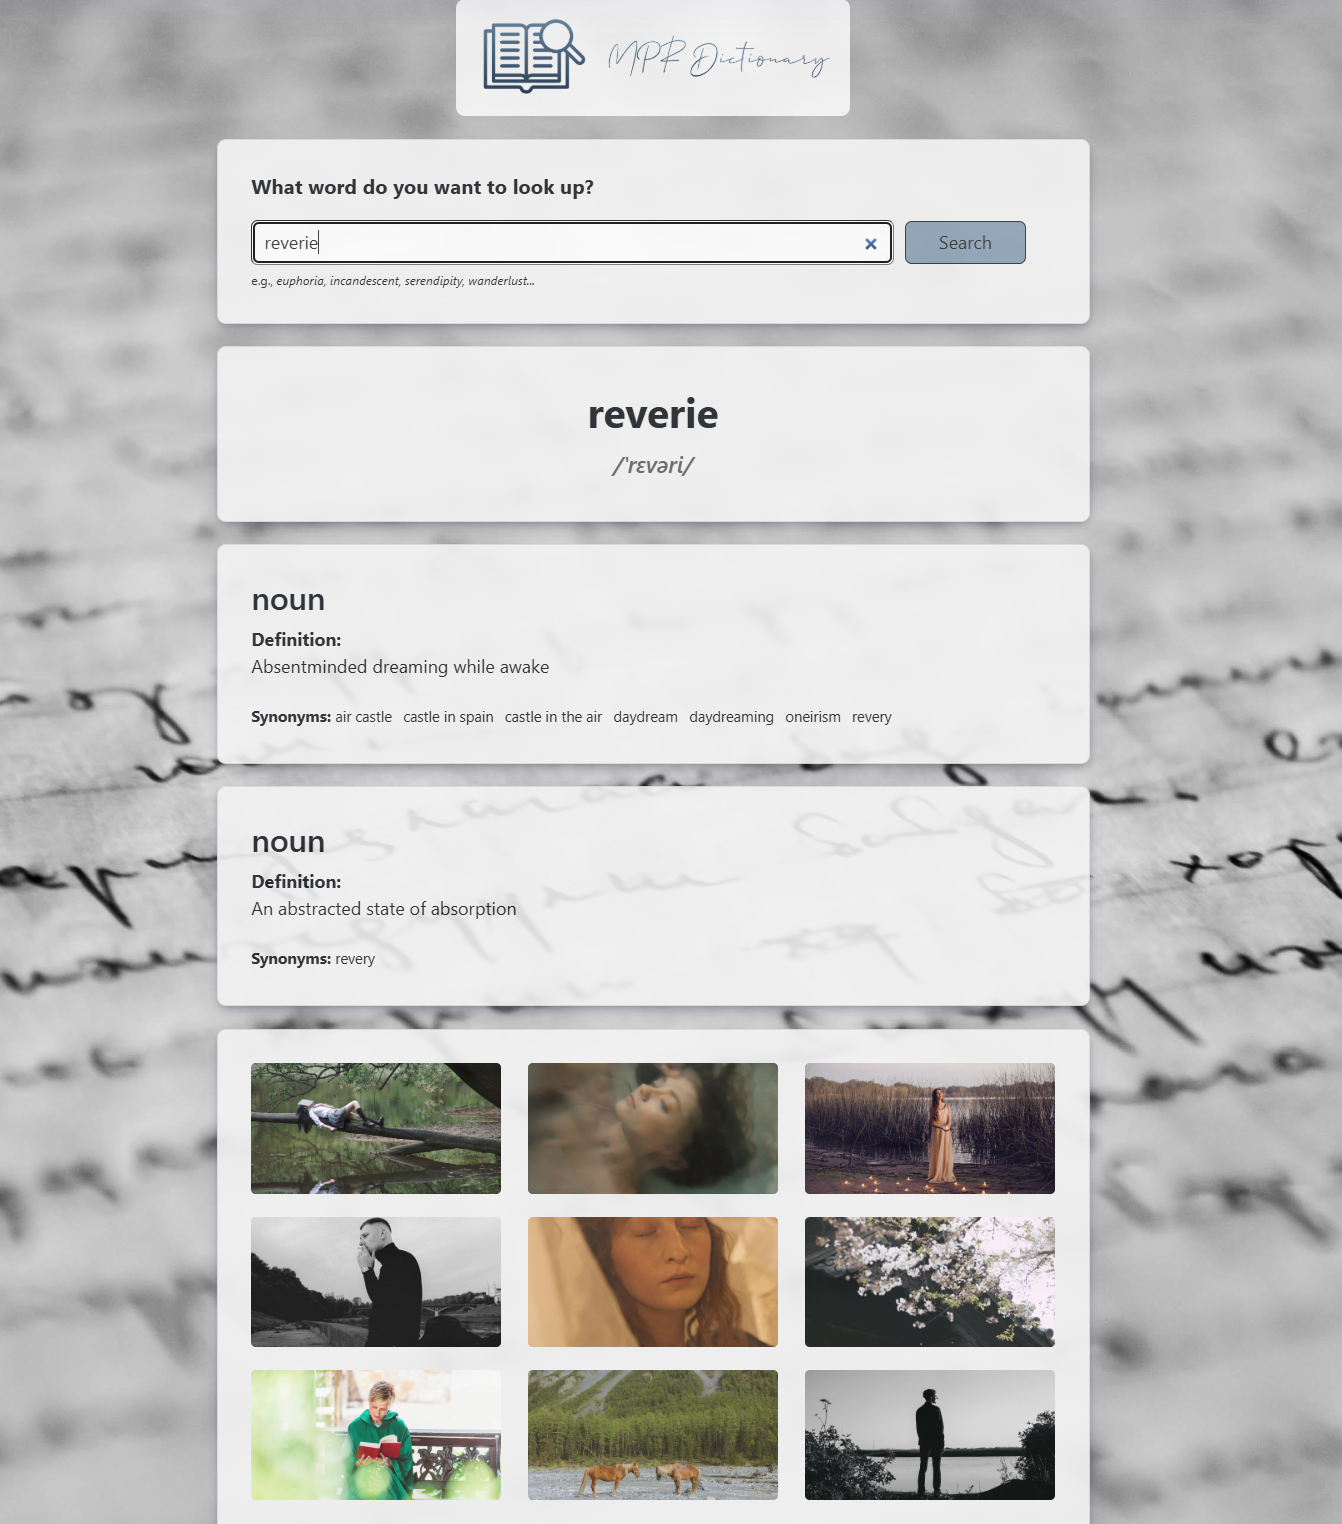 MPR Dictionary
What word do you want to look up?
reverie
Search
e.g., euphoria, incandescent, serendipity, wanderlust...
reverie
/ˈrɛvəri/
noun
Definition:
Absentminded dreaming while awake
Synonyms: air castle castle in spain castle in the air daydream daydreaming oneirism revery
noun
Definition:
An abstracted state of absorption
Synonyms: revery